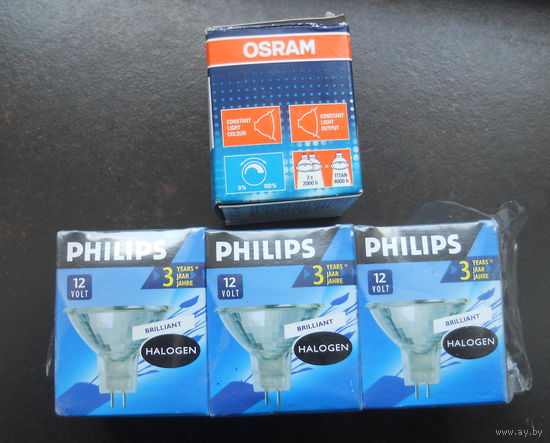 OSRAM
CONSTANT
LIGHT
COLOUR
CONSTANT
LIGHT
OUTPUT
0% 100%
2x
2000 h
TITAN
4000 h
PHILIPS
12
VOLT
3 YEARS*
JAAR
JAHRE
BRILLIANT
HALOGEN
PHILIPS
12
VOLT
3 YEARS*
JAAR
JAHRE
BRILLIANT
HALOGEN
PHILIPS
12
VOLT
3 YEARS*
JAAR
JAHRE
BRILLIANT
HALOGEN
© www.ay.by